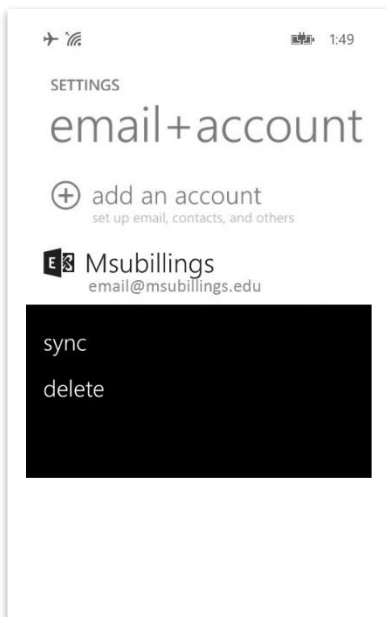 1:49
SETTINGS
email+account
add an account
set up email, contacts, and others
E Msubillings
email@msubillings.edu
sync
delete